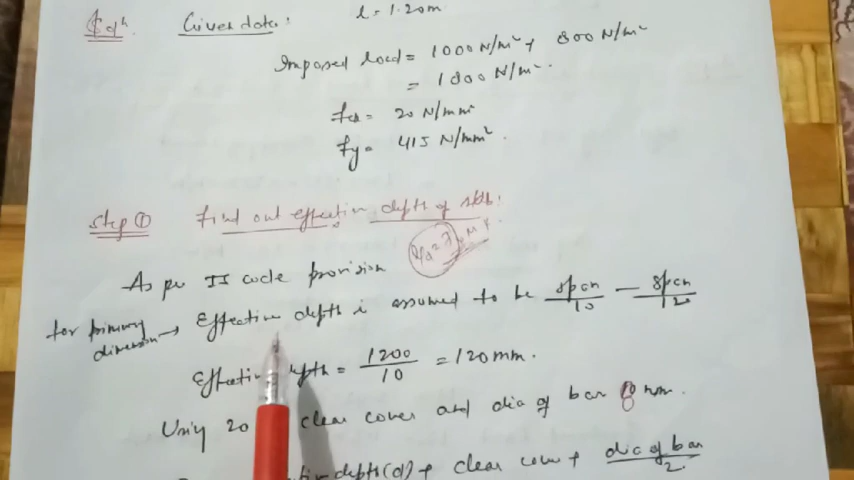 Soln. Given data: l = 1.20m
Imposed load = 1000 N/m² + 800 N/m²
= 1800 N/m².
fck = 20 N/mm²
fy = 415 N/mm².
Step ① Find out effective depth of slab:
As per IS code provision
for primary dimension → Effective depth is assumed to be span/10 – span/12
Effective depth = 1200/10 = 120mm.
Using 20 clear cover and dia of bar 8 mm.
depth(d) + clear cover + dia of bar/2